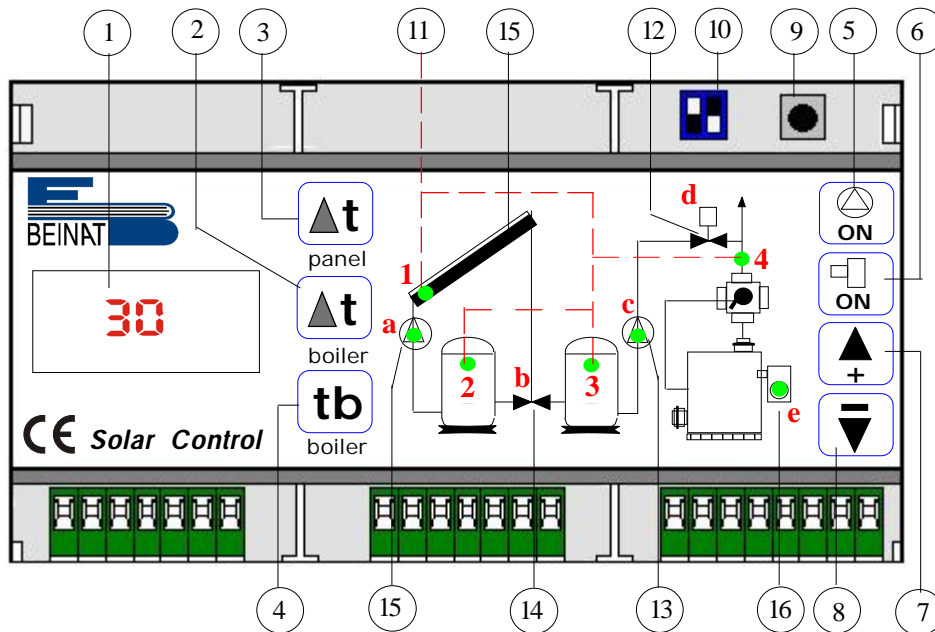 1 2 3 11 15 12 10 9 5 6
BEINAT
30
CE Solar Control
Δt
panel
Δt
boiler
tb
boiler
1
a
2
b
3
c
d
4
e
ON
ON
+
−
4 15 14 13 16 8 7